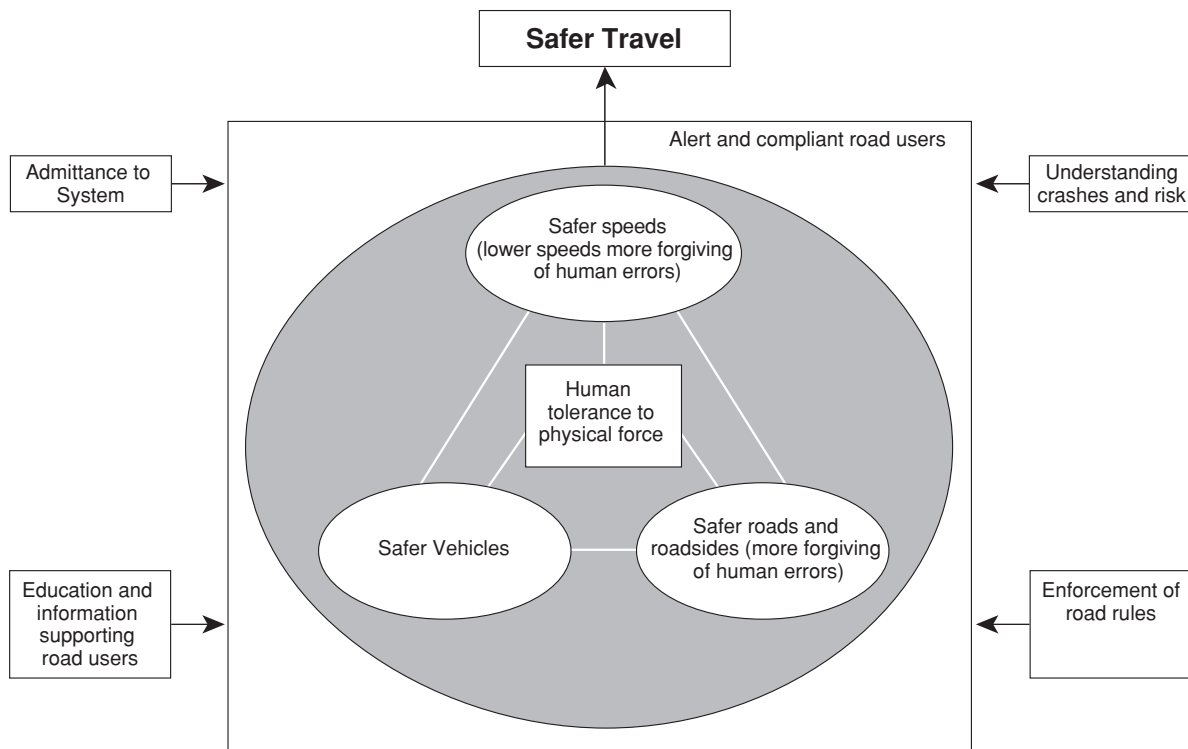 Safer Travel
Alert and compliant road users
Admittance to
System
Understanding
crashes and risk
Safer speeds
(lower speeds more forgiving
of human errors)
Human
tolerance to
physical force
Safer Vehicles
Safer roads and
roadsides (more forgiving
of human errors)
Education and
information
supporting
road users
Enforcement of
road rules